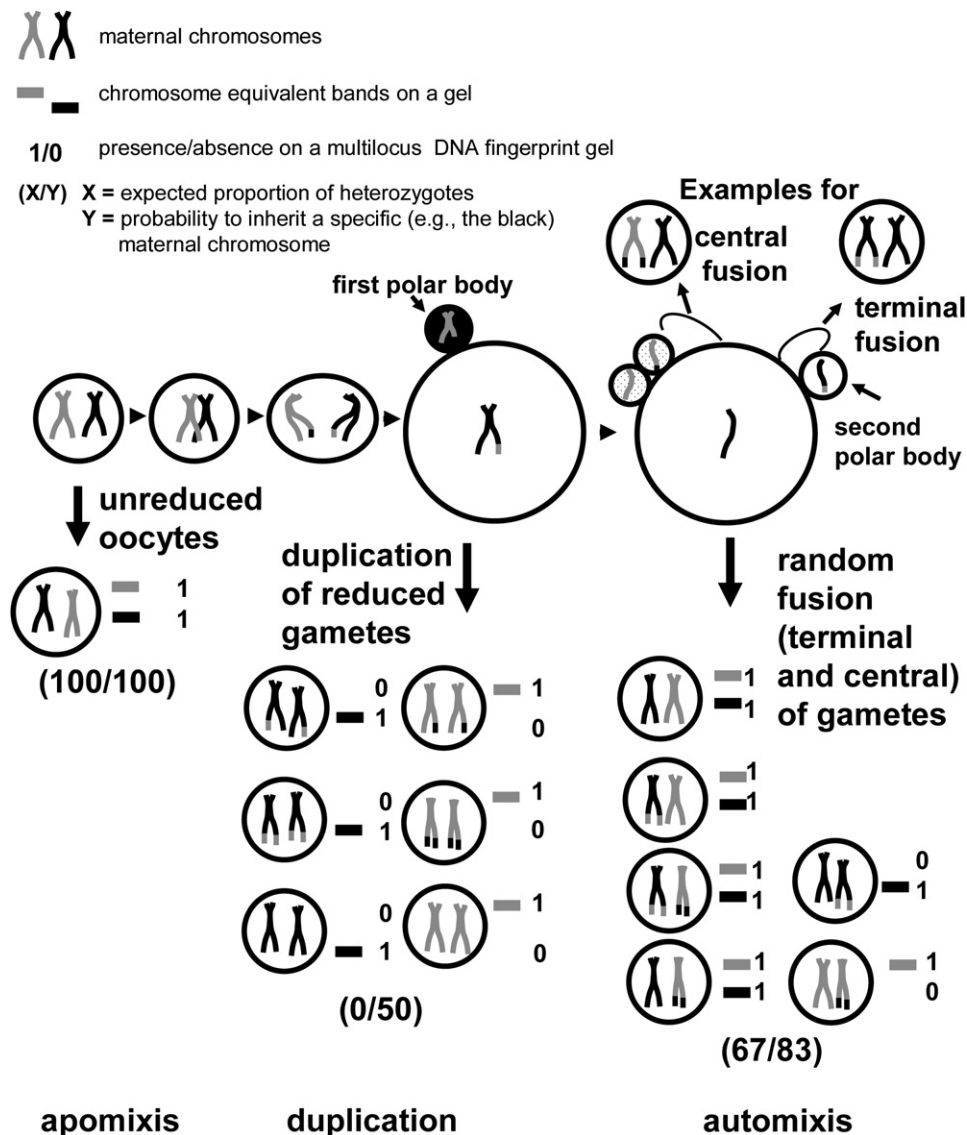 maternal chromosomes
chromosome equivalent bands on a gel
1/0 presence/absence on a multilocus DNA fingerprint gel
(X/Y) X = expected proportion of heterozygotes
Y = probability to inherit a specific (e.g., the black)
maternal chromosome
Examples for
central
fusion
terminal
fusion
first polar body
second
polar body
unreduced
oocytes
1
1
(100/100)
duplication
of reduced
gametes
0
1
1
0
0
1
1
0
0
1
1
0
(0/50)
random
fusion
(terminal
and central)
of gametes
1
1
1
1
1
1
0
1
1
1
1
0
(67/83)
apomixis duplication automixis